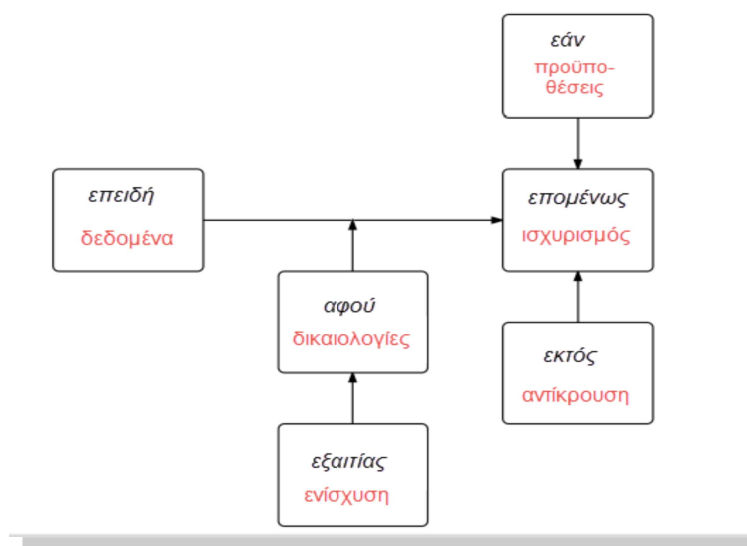 εάν
προϋπο-
θέσεις
επειδή
δεδομένα
επομένως
ισχυρισμός
αφού
δικαιολογίες
εκτός
αντίκρουση
εξαιτίας
ενίσχυση